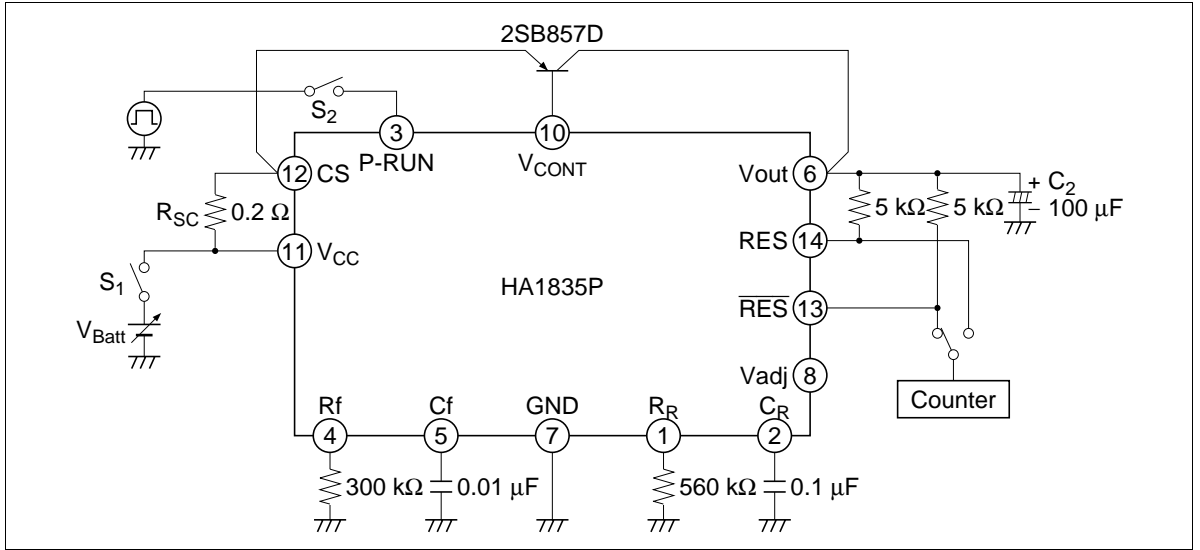 2SB857D
S2
3
10
P-RUN
VCONT
12 CS
Vout 6
+ C2
− 100 μF
RSC 0.2 Ω
5 kΩ 5 kΩ
RES 14
11 VCC
S1
HA1835P
RES 13
VBatt
Vadj 8
Counter
Rf Cf GND RR CR
4 5 7 1 2
300 kΩ 0.01 μF 560 kΩ 0.1 μF